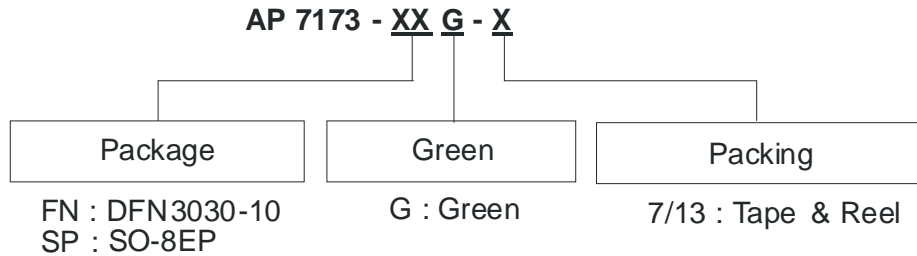 AP 7173 - XX G - X
Package
Green
Packing
FN : DFN3030-10
SP : SO-8EP
G : Green
7/13 : Tape & Reel